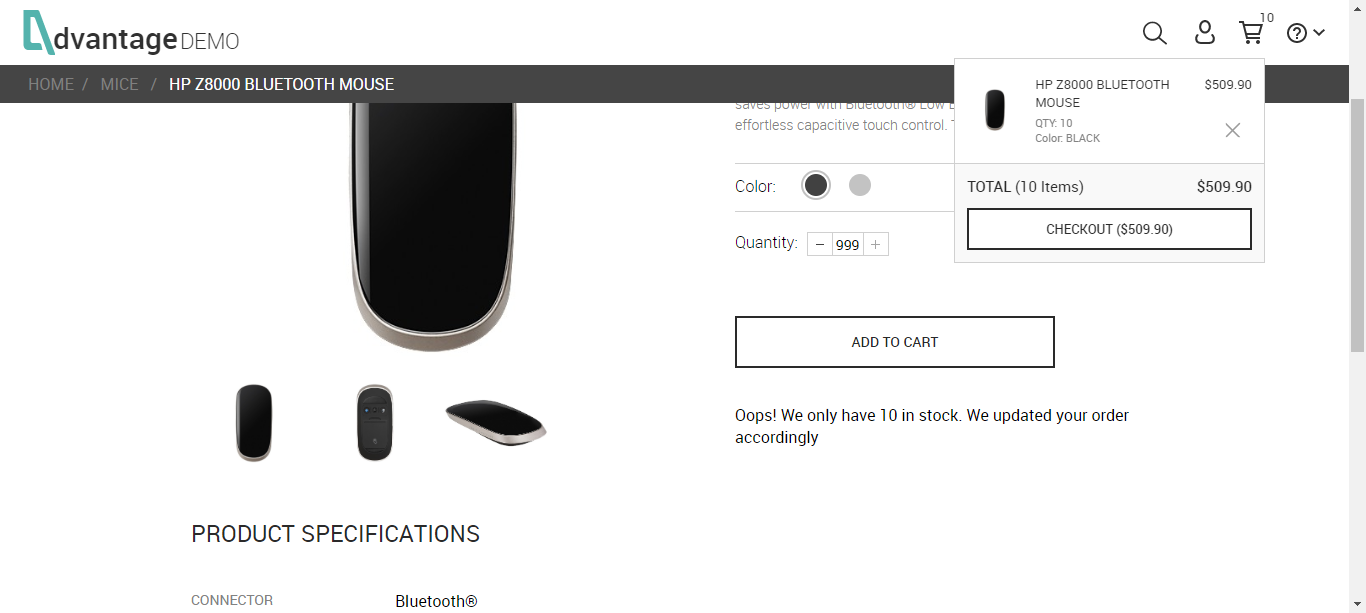 dvantage DEMO
10
HOME / MICE / HP Z8000 BLUETOOTH MOUSE
saves power with Bluetooth® Low
effortless capacitive touch control.
Color:
Quantity: − 999 +
ADD TO CART
Oops! We only have 10 in stock. We updated your order
accordingly
HP Z8000 BLUETOOTH
MOUSE
$509.90
QTY: 10
Color: BLACK
TOTAL (10 Items) $509.90
CHECKOUT ($509.90)
PRODUCT SPECIFICATIONS
CONNECTOR Bluetooth®